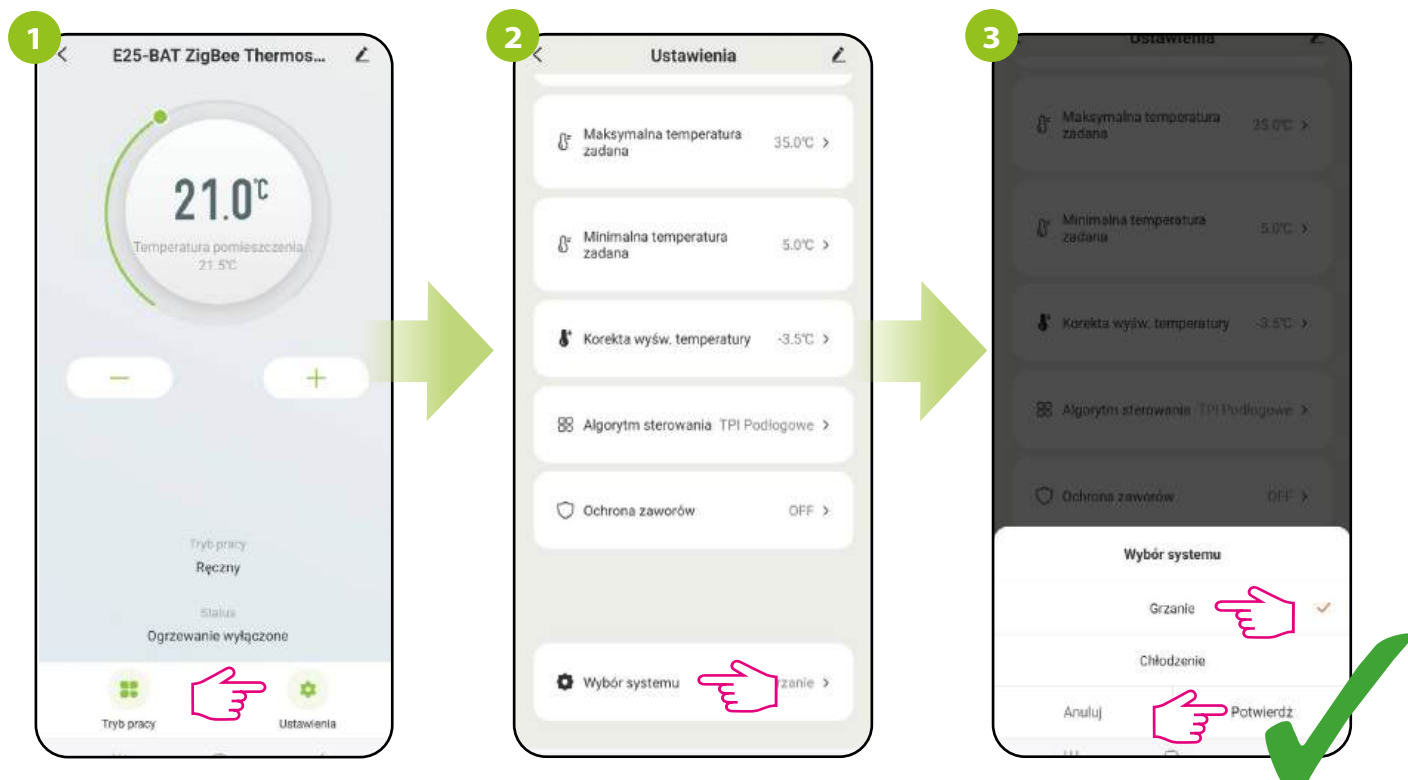 1
E25-BAT ZigBee Thermos...
21.0°C
Temperatura pomieszczenia
21.5°C
Tryb pracy
Ręczny
Status
Ogrzewanie wyłączone
Tryb pracy
Ustawienia
2
Ustawienia
Maksymalna temperatura
zadana
35.0°C
Minimalna temperatura
zadana
5.0°C
Korekta wyśw. temperatury -3.5°C
Algorytm sterowania TPI Podłogowe
Ochrona zaworów OFF
Wybór systemu rzanie
3
Ustawienia
Maksymalna temperatura
zadana
35.0°C
Minimalna temperatura
zadana
5.0°C
Korekta wyśw. temperatury -3.5°C
Algorytm sterowania TPI Podłogowe
Ochrona zaworów OFF
Wybór systemu
Grzanie
Chłodzenie
Anuluj Potwierdź